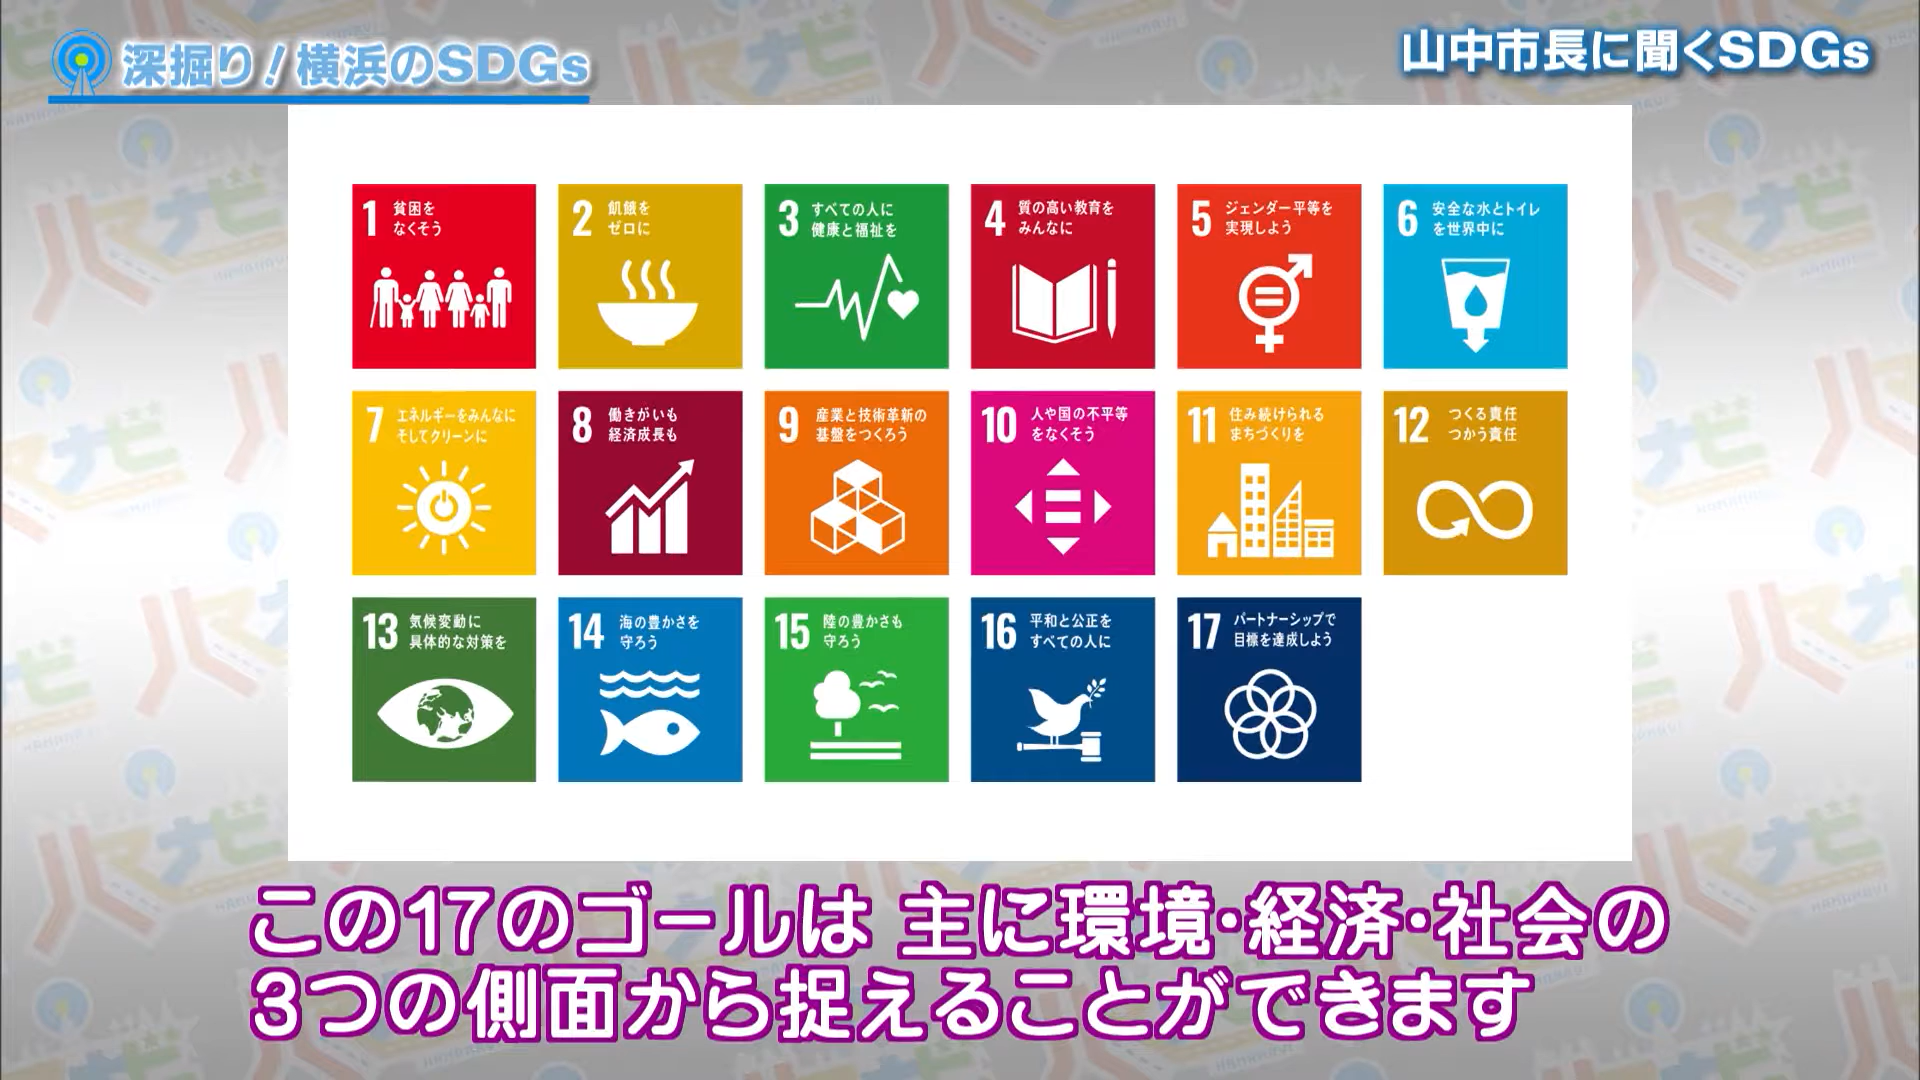 深掘り!横浜のSDGs
山中市長に聞くSDGs
1 貧困を
なくそう
2 飢餓を
ゼロに
3 すべての人に
健康と福祉を
4 質の高い教育を
みんなに
5 ジェンダー平等を
実現しよう
6 安全な水とトイレ
を世界中に
7 エネルギーをみんなに
そしてクリーンに
8 働きがいも
経済成長も
9 産業と技術革新の
基盤をつくろう
10 人や国の不平等
をなくそう
11 住み続けられる
まちづくりを
12 つくる責任
つかう責任
13 気候変動に
具体的な対策を
14 海の豊かさを
守ろう
15 陸の豊かさも
守ろう
16 平和と公正を
すべての人に
17 パートナーシップで
目標を達成しよう
この17のゴールは 主に環境・経済・社会の
3つの側面から捉えることができます